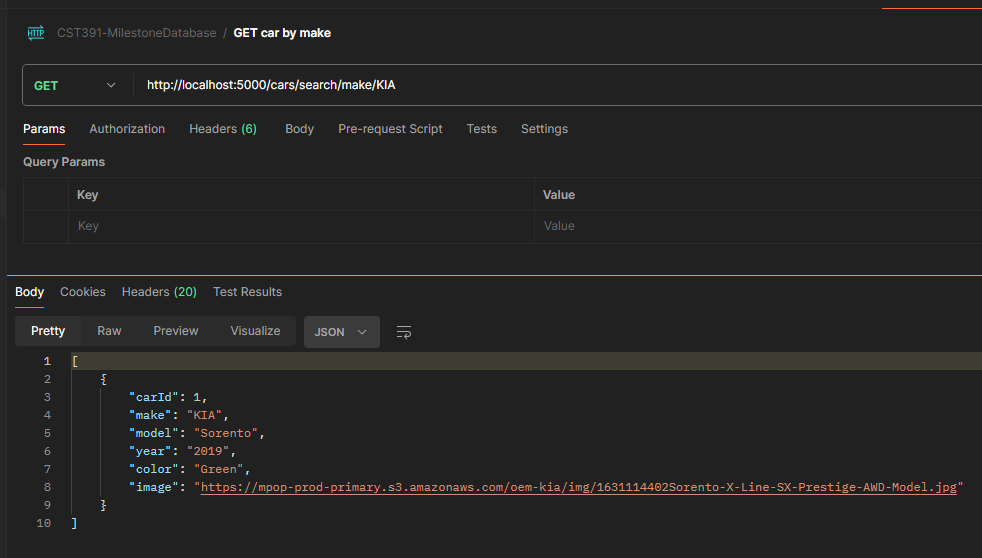 HTTP CST391-MilestoneDatabase / GET car by make
GET http://localhost:5000/cars/search/make/KIA
Params Authorization Headers (6) Body Pre-request Script Tests Settings
Query Params
Key Value
Key Value
Body Cookies Headers (20) Test Results
Pretty Raw Preview Visualize JSON
1 [
2 {
3 "carId": 1,
4 "make": "KIA",
5 "model": "Sorento",
6 "year": "2019",
7 "color": "Green",
8 "image": "https://mpop-prod-primary.s3.amazonaws.com/oem-kia/img/1631114402Sorento-X-Line-SX-Prestige-AWD-Model.jpg"
9 }
10 ]